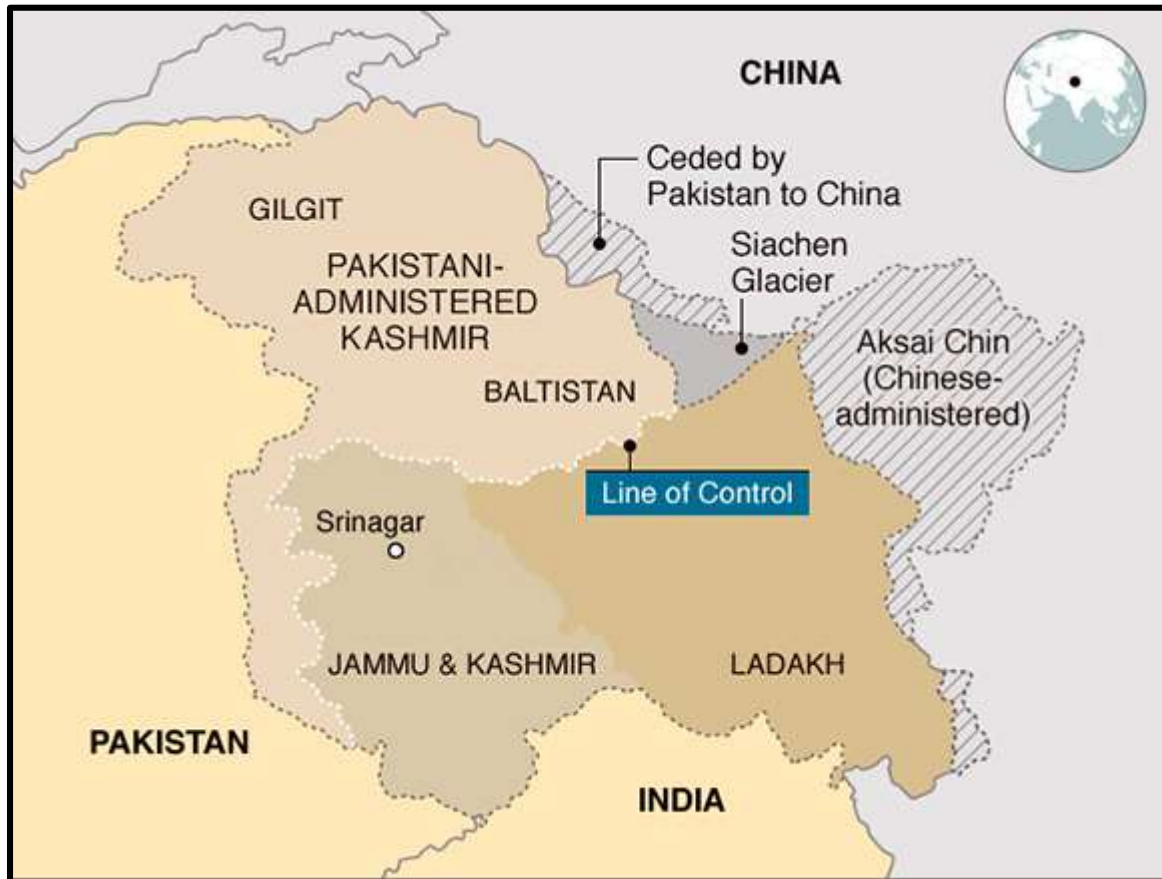 CHINA
Ceded by
Pakistan to China
GILGIT
Siachen
Glacier
PAKISTANI-
ADMINISTERED
KASHMIR
Aksai Chin
(Chinese-
administered)
BALTISTAN
Line of Control
Srinagar
JAMMU & KASHMIR
LADAKH
PAKISTAN
INDIA